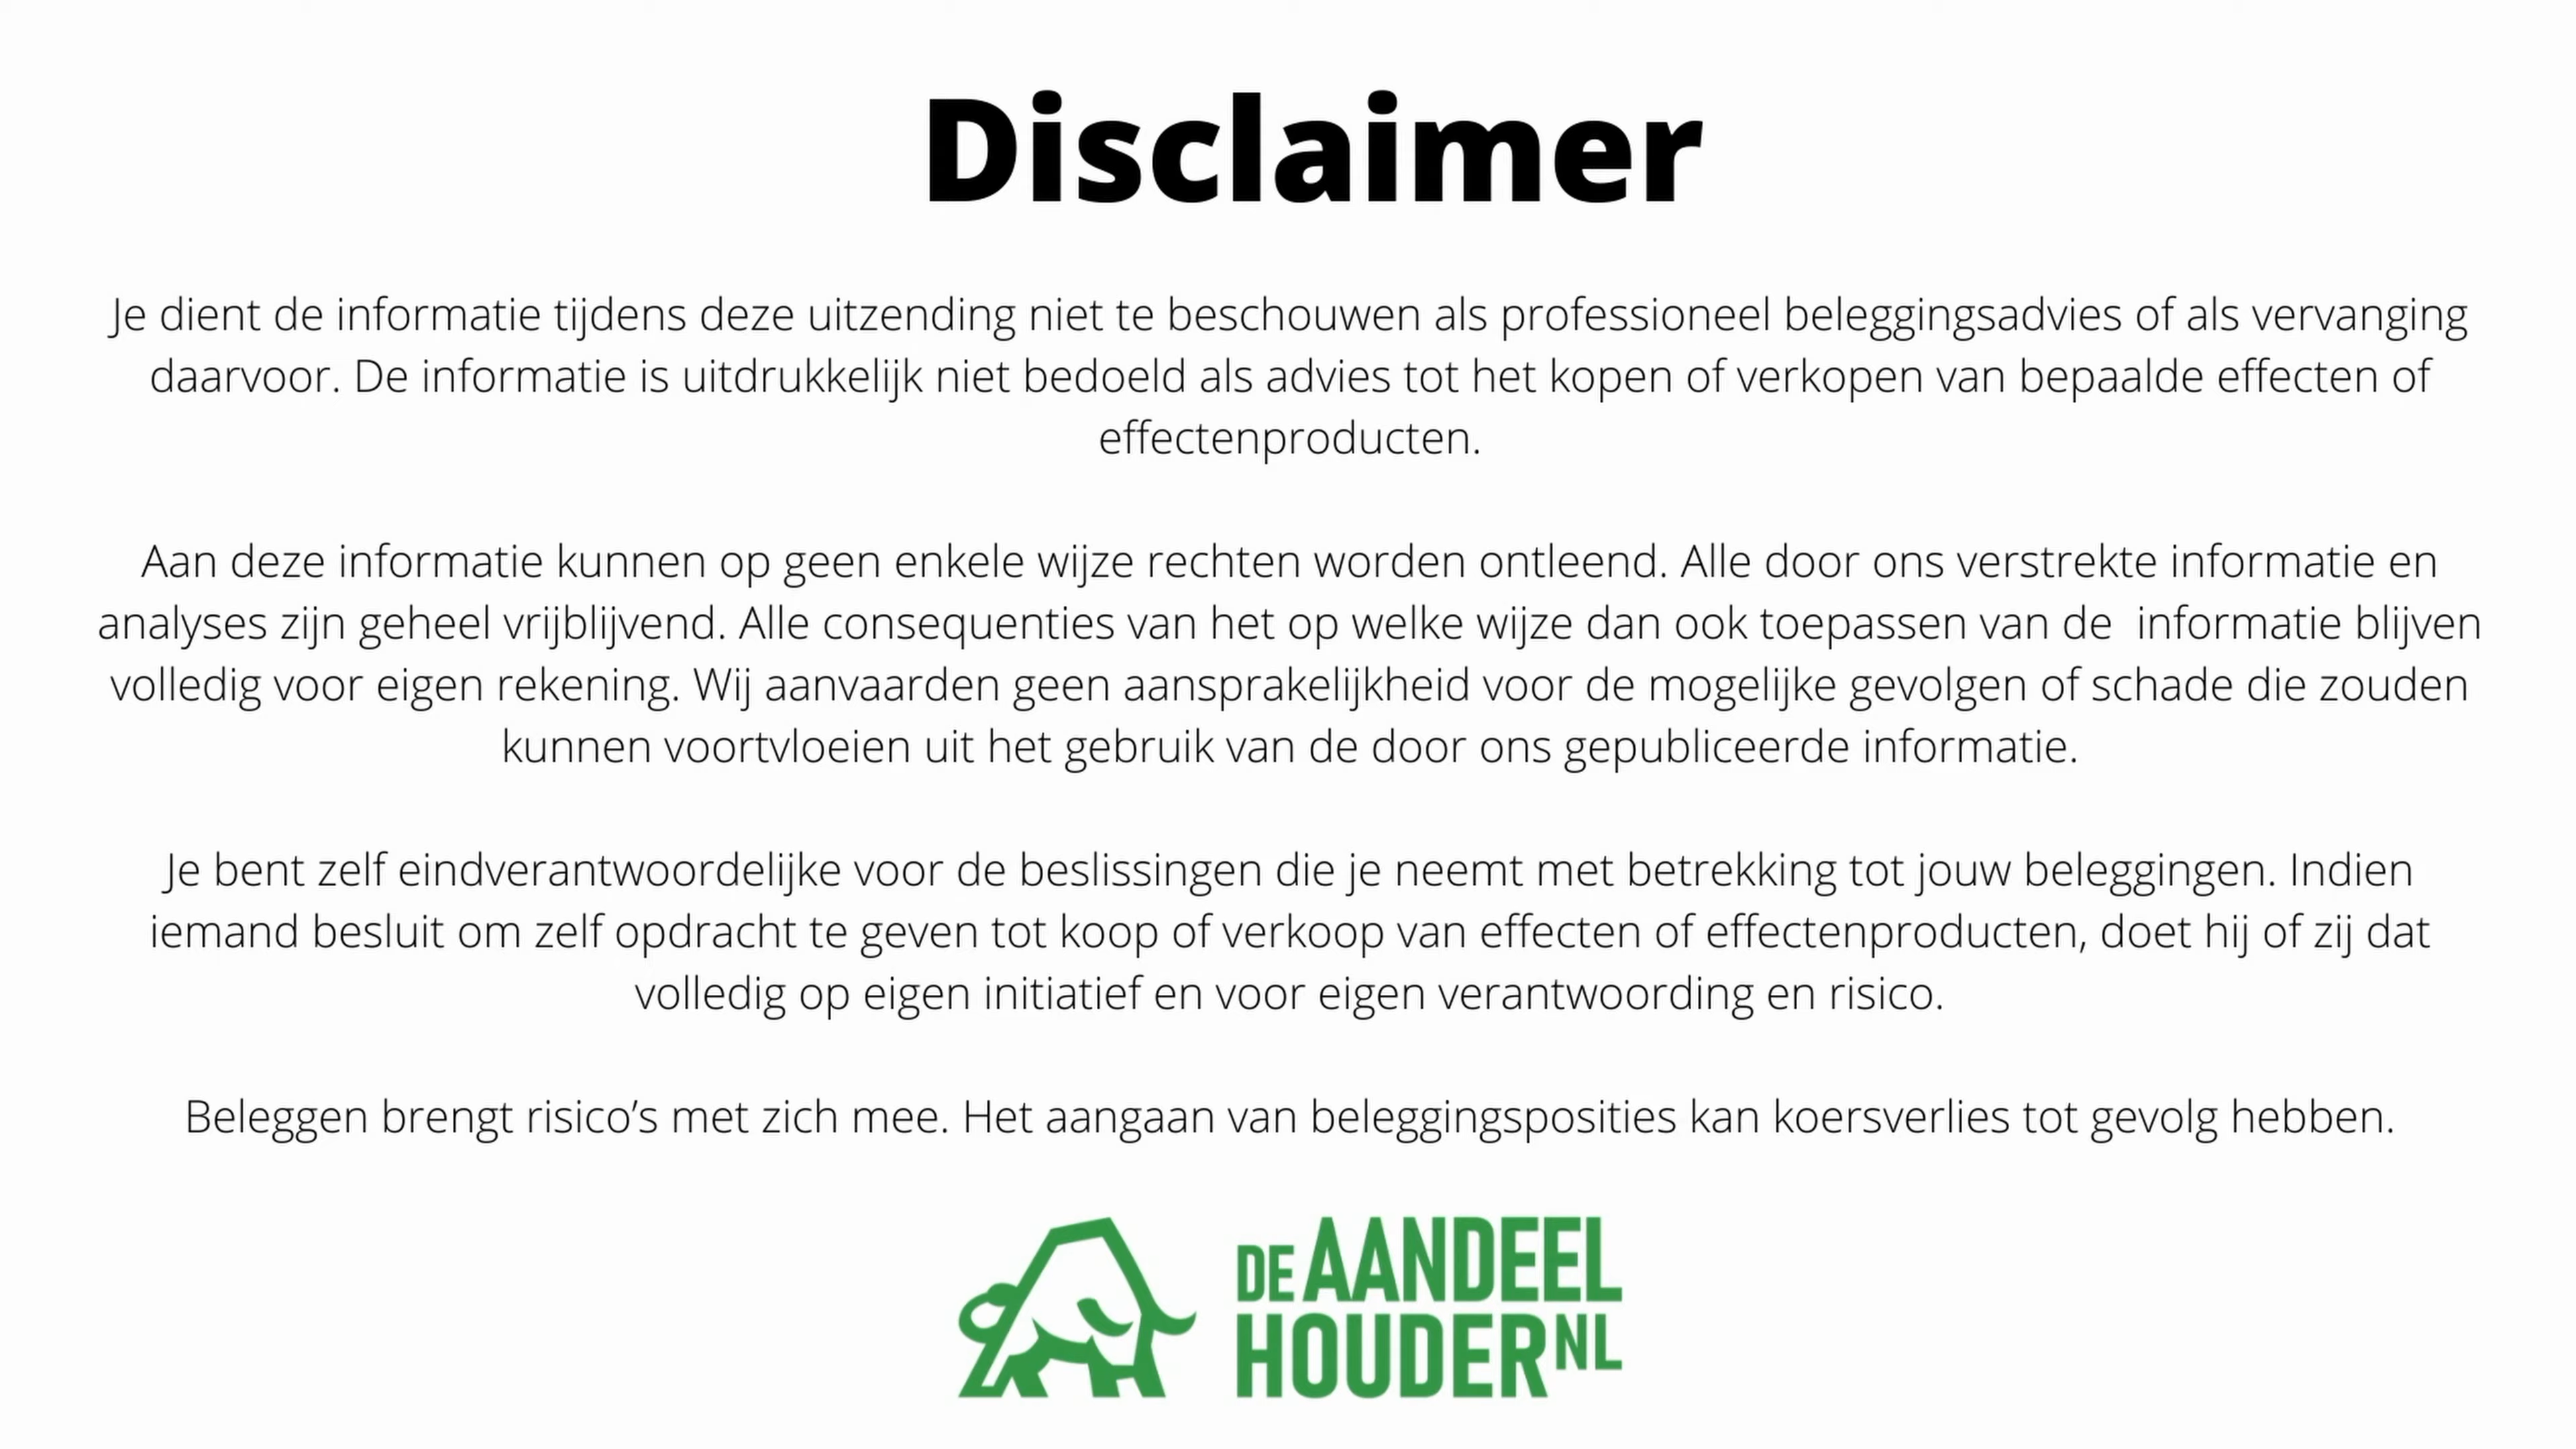 Disclaimer
Je dient de informatie tijdens deze uitzending niet te beschouwen als professioneel beleggingsadvies of als vervanging
daarvoor. De informatie is uitdrukkelijk niet bedoeld als advies tot het kopen of verkopen van bepaalde effecten of
effectenproducten.
Aan deze informatie kunnen op geen enkele wijze rechten worden ontleend. Alle door ons verstrekte informatie en
analyses zijn geheel vrijblijvend. Alle consequenties van het op welke wijze dan ook toepassen van de  informatie blijven
volledig voor eigen rekening. Wij aanvaarden geen aansprakelijkheid voor de mogelijke gevolgen of schade die zouden
kunnen voortvloeien uit het gebruik van de door ons gepubliceerde informatie.
Je bent zelf eindverantwoordelijke voor de beslissingen die je neemt met betrekking tot jouw beleggingen. Indien
iemand besluit om zelf opdracht te geven tot koop of verkoop van effecten of effectenproducten, doet hij of zij dat
volledig op eigen initiatief en voor eigen verantwoording en risico.
Beleggen brengt risico’s met zich mee. Het aangaan van beleggingsposities kan koersverlies tot gevolg hebben.
DE AANDEEL
HOUDER NL